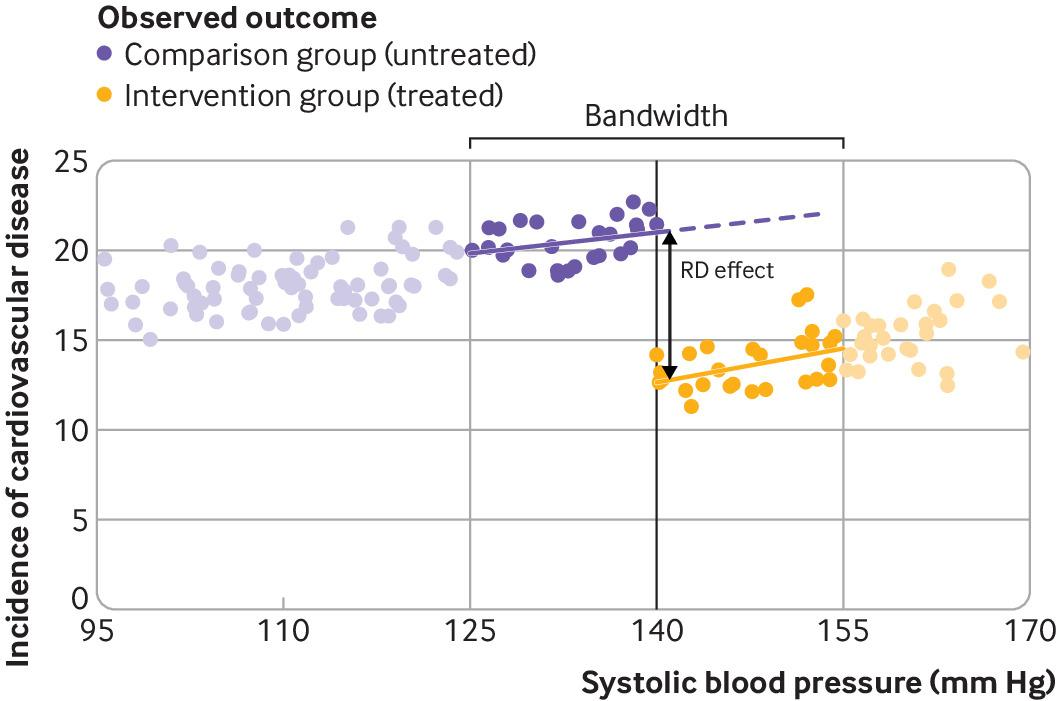 Observed outcome
Comparison group (untreated)
Intervention group (treated)
Bandwidth
Incidence of cardiovascular disease
25
20
15
10
5
0
RD effect
95 110 125 140 155 170
Systolic blood pressure (mm Hg)